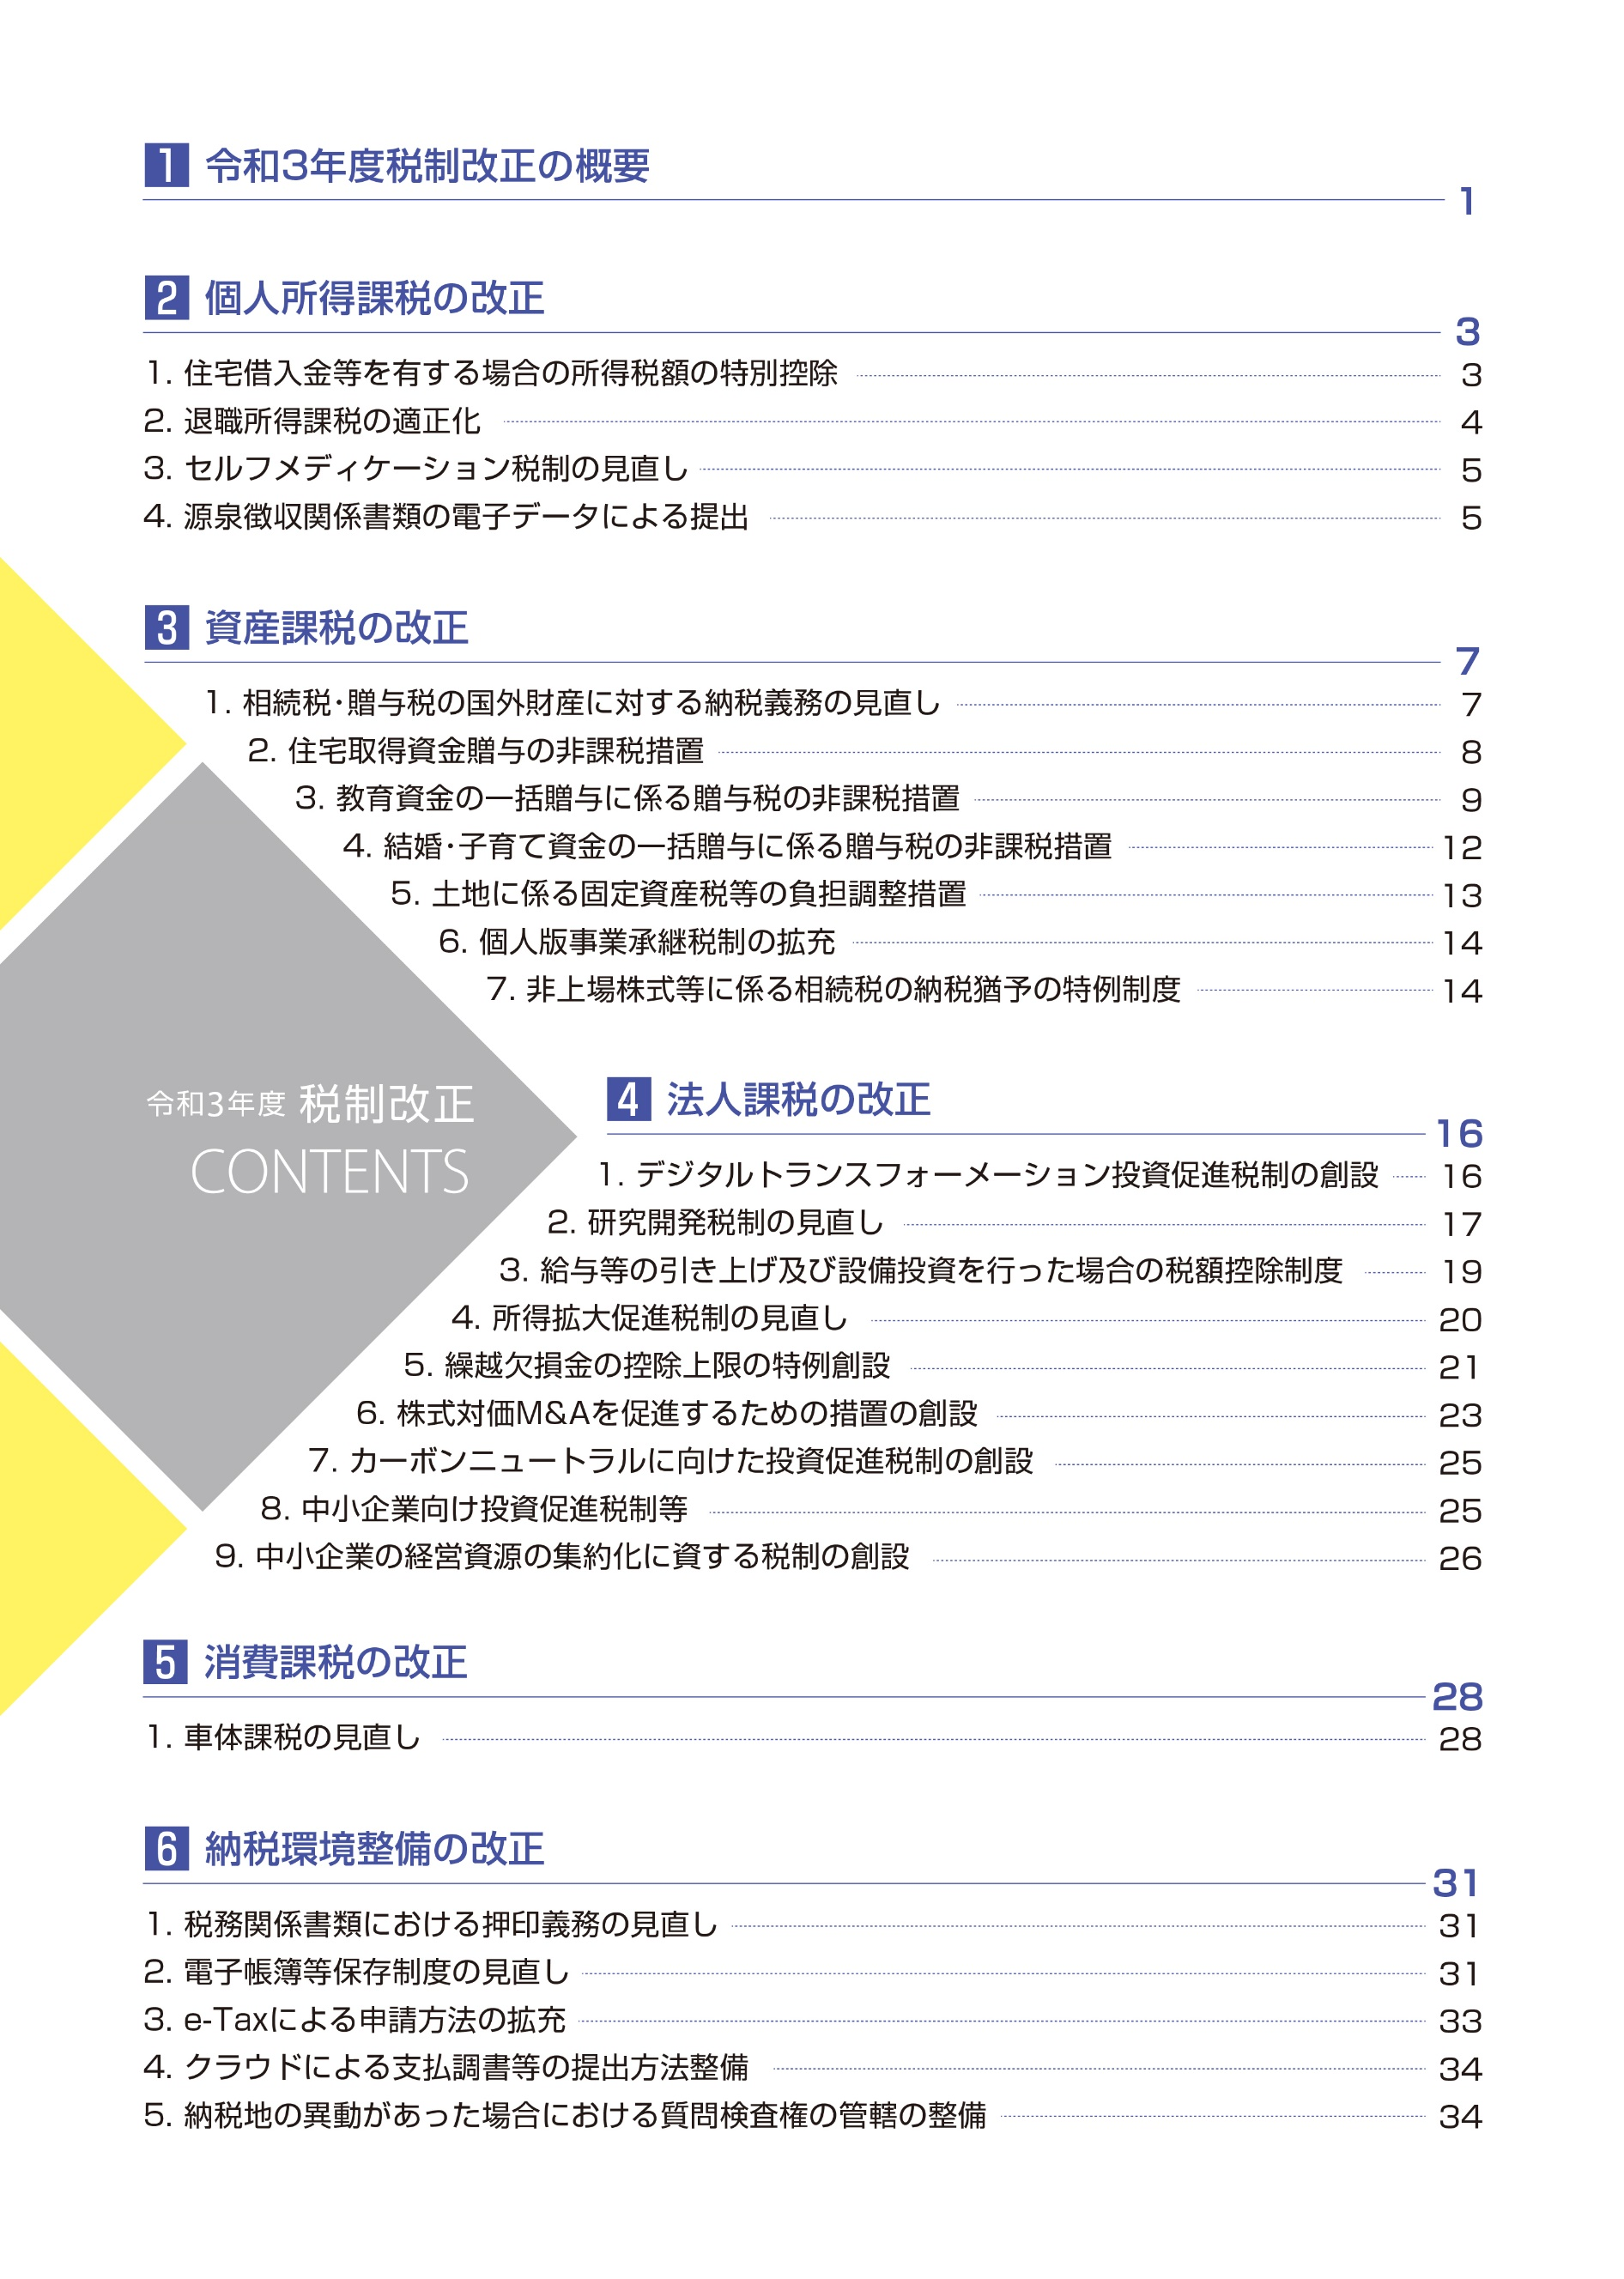 1 令和3年度税制改正の概要 1
2 個人所得課税の改正 3
1. 住宅借入金等を有する場合の所得税額の特別控除 3
2. 退職所得課税の適正化 4
3. セルフメディケーション税制の見直し 5
4. 源泉徴収関係書類の電子データによる提出 5
3 資産課税の改正 7
1. 相続税・贈与税の国外財産に対する納税義務の見直し 7
2. 住宅取得資金贈与の非課税措置 8
3. 教育資金の一括贈与に係る贈与税の非課税措置 9
4. 結婚・子育て資金の一括贈与に係る贈与税の非課税措置 12
5. 土地に係る固定資産税等の負担調整措置 13
6. 個人版事業承継税制の拡充 14
7. 非上場株式等に係る相続税の納税猶予の特例制度 14
令和3年度 税制改正
CONTENTS
4 法人課税の改正 16
1. デジタルトランスフォーメーション投資促進税制の創設 16
2. 研究開発税制の見直し 17
3. 給与等の引き上げ及び設備投資を行った場合の税額控除制度 19
4. 所得拡大促進税制の見直し 20
5. 繰越欠損金の控除上限の特例創設 21
6. 株式対価M&Aを促進するための措置の創設 23
7. カーボンニュートラルに向けた投資促進税制の創設 25
8. 中小企業向け投資促進税制等 25
9. 中小企業の経営資源の集約化に資する税制の創設 26
5 消費課税の改正 28
1. 車体課税の見直し 28
6 納税環境整備の改正 31
1. 税務関係書類における押印義務の見直し 31
2. 電子帳簿等保存制度の見直し 31
3. e-Taxによる申請方法の拡充 33
4. クラウドによる支払調書等の提出方法整備 34
5. 納税地の異動があった場合における質問検査権の管轄の整備 34